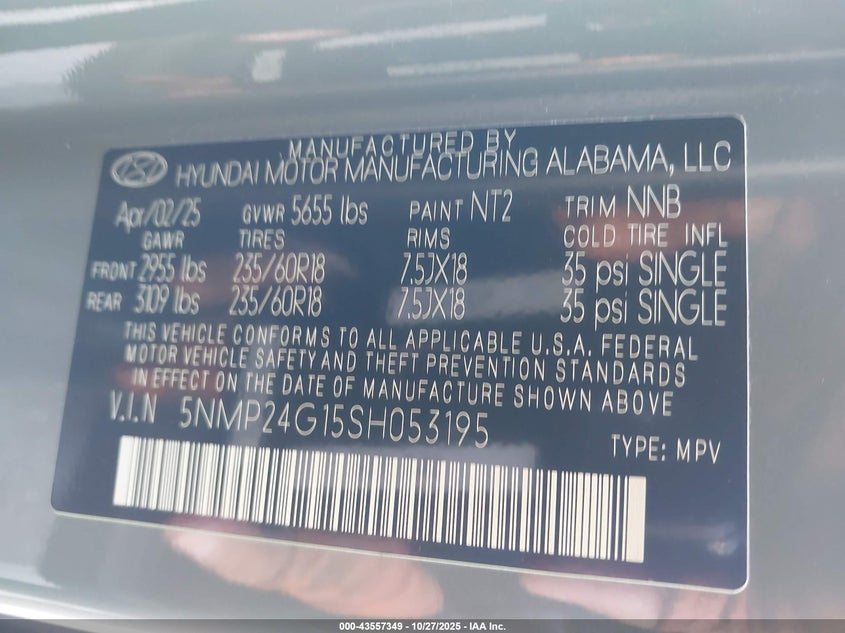 MANUFACTURED BY
HYUNDAI MOTOR MANUFACTURING ALABAMA, LLC
Apr/02/25 GVWR 5655 lbs PAINT NT2 TRIM NNB
GAWR TIRES RIMS COLD TIRE INFL
FRONT 2955 lbs 235/60R18 7.5JX18 35 psi SINGLE
REAR 3109 lbs 235/60R18 7.5JX18 35 psi SINGLE
THIS VEHICLE CONFORMS TO ALL APPLICABLE U.S.A. FEDERAL
MOTOR VEHICLE SAFETY AND THEFT PREVENTION STANDARDS
IN EFFECT ON THE DATE OF MANUFACTURE SHOWN ABOVE
V.I.N 5NMP24G15SH053195
TYPE: MPV
000-43557349 - 10/27/2025 - IAA Inc.